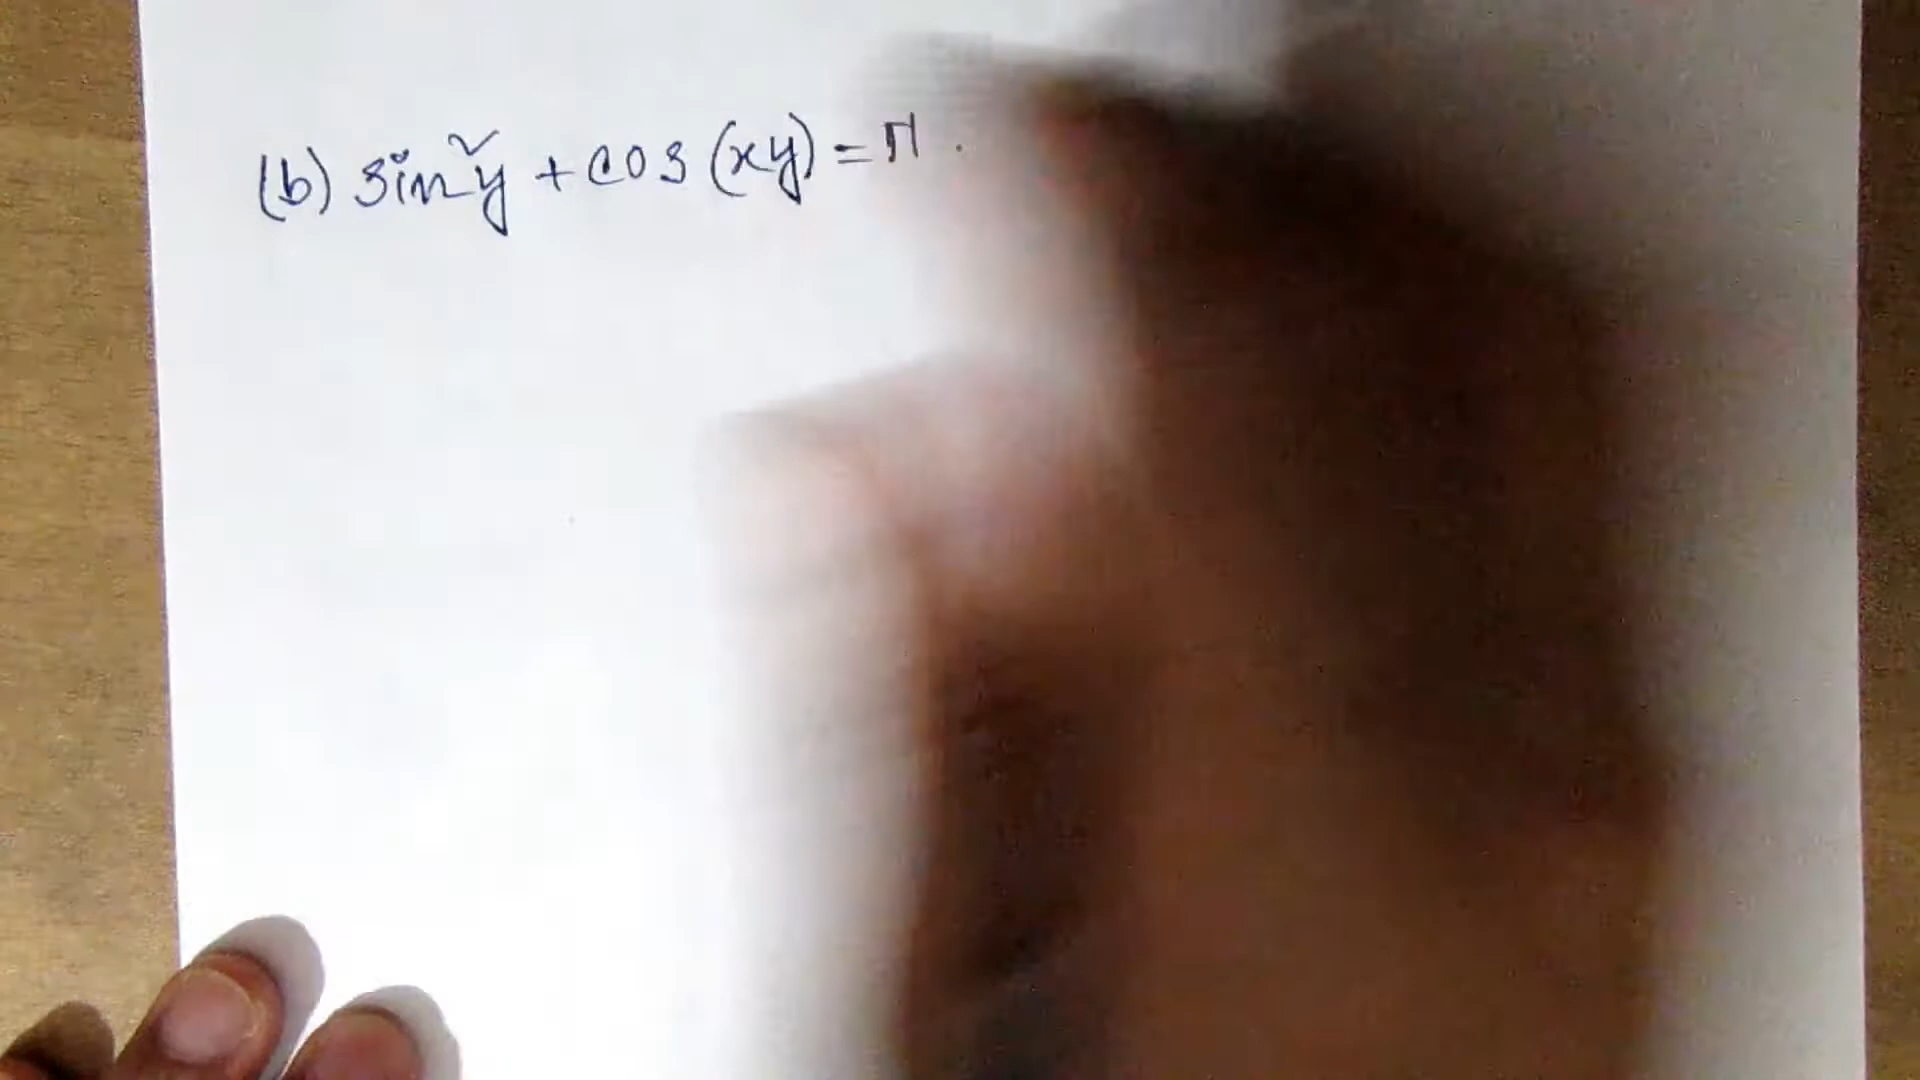 (b) sin²y + cos (xy) = π .